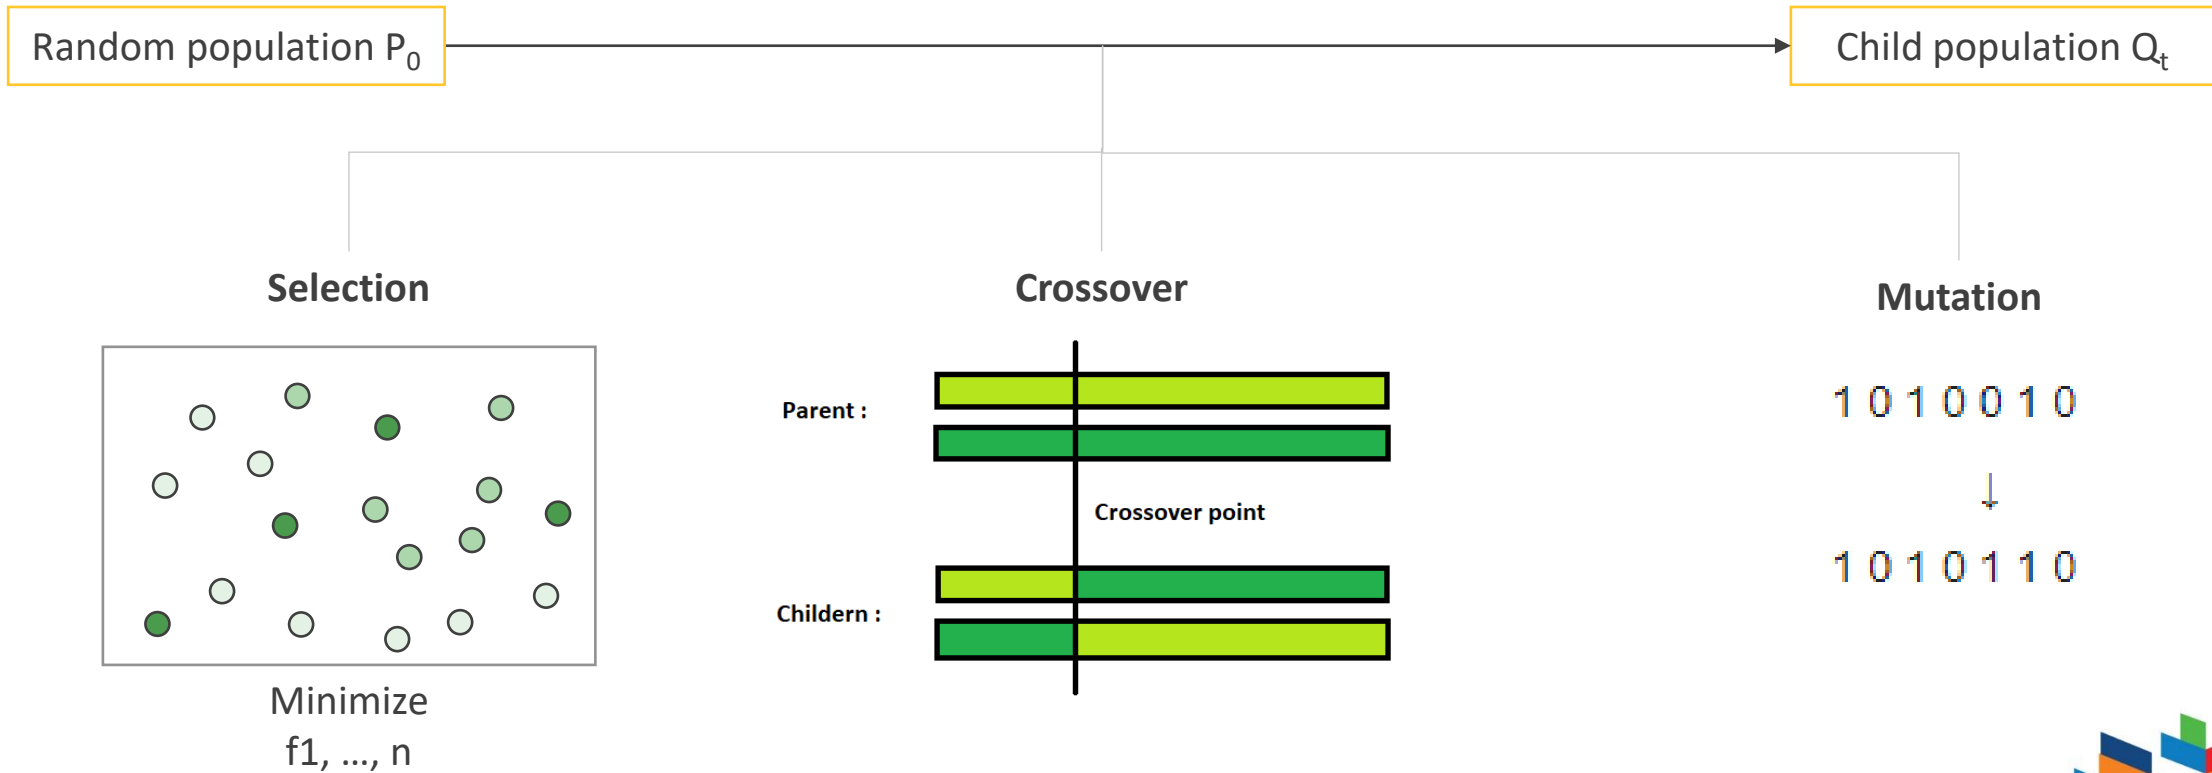 Random population P₀
Child population Qₜ
Selection
Crossover
Mutation
Parent :
Crossover point
Childern :
1 0 1 0 0 1 0
↓
1 0 1 0 1 1 0
Minimize
f1, ..., n